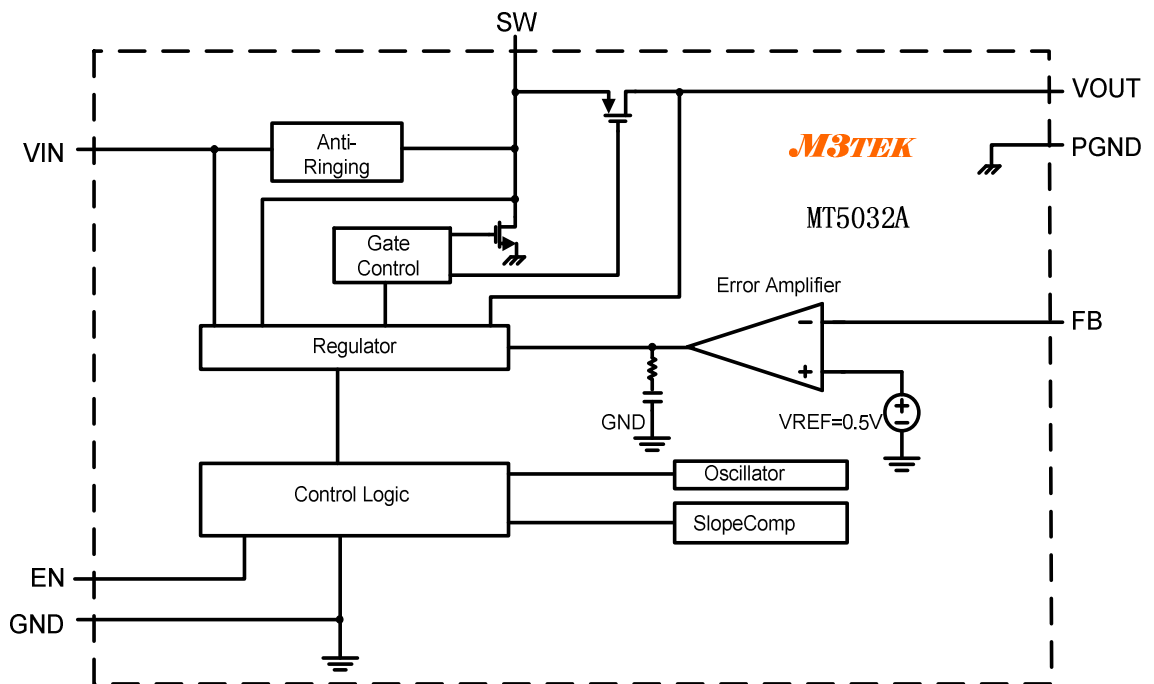 SW
VOUT
VIN
Anti-
Ringing
M3TEK
PGND
MT5032A
Gate
Control
Error Amplifier
FB
Regulator
GND
VREF=0.5V
Control Logic
Oscillator
SlopeComp
EN
GND